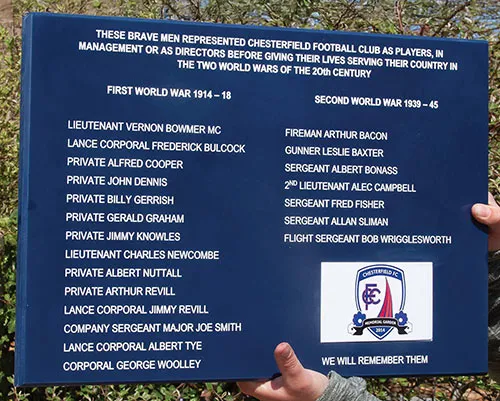 THESE BRAVE MEN REPRESENTED CHESTERFIELD FOOTBALL CLUB AS PLAYERS, IN
MANAGEMENT OR AS DIRECTORS BEFORE GIVING THEIR LIVES SERVING THEIR COUNTRY IN
THE TWO WORLD WARS OF THE 20th CENTURY
FIRST WORLD WAR 1914 – 18
LIEUTENANT VERNON BOWMER MC
LANCE CORPORAL FREDERICK BULCOCK
PRIVATE ALFRED COOPER
PRIVATE JOHN DENNIS
PRIVATE BILLY GERRISH
PRIVATE GERALD GRAHAM
PRIVATE JIMMY KNOWLES
LIEUTENANT CHARLES NEWCOMBE
PRIVATE ALBERT NUTTALL
PRIVATE ARTHUR REVILL
LANCE CORPORAL JIMMY REVILL
COMPANY SERGEANT MAJOR JOE SMITH
LANCE CORPORAL ALBERT TYE
CORPORAL GEORGE WOOLLEY
SECOND WORLD WAR 1939 – 45
FIREMAN ARTHUR BACON
GUNNER LESLIE BAXTER
SERGEANT ALBERT BONASS
2ND LIEUTENANT ALEC CAMPBELL
SERGEANT FRED FISHER
SERGEANT ALLAN SLIMAN
FLIGHT SERGEANT BOB WRIGGLESWORTH
CHESTERFIELD FC
MEMORIAL GARDEN
2014
WE WILL REMEMBER THEM